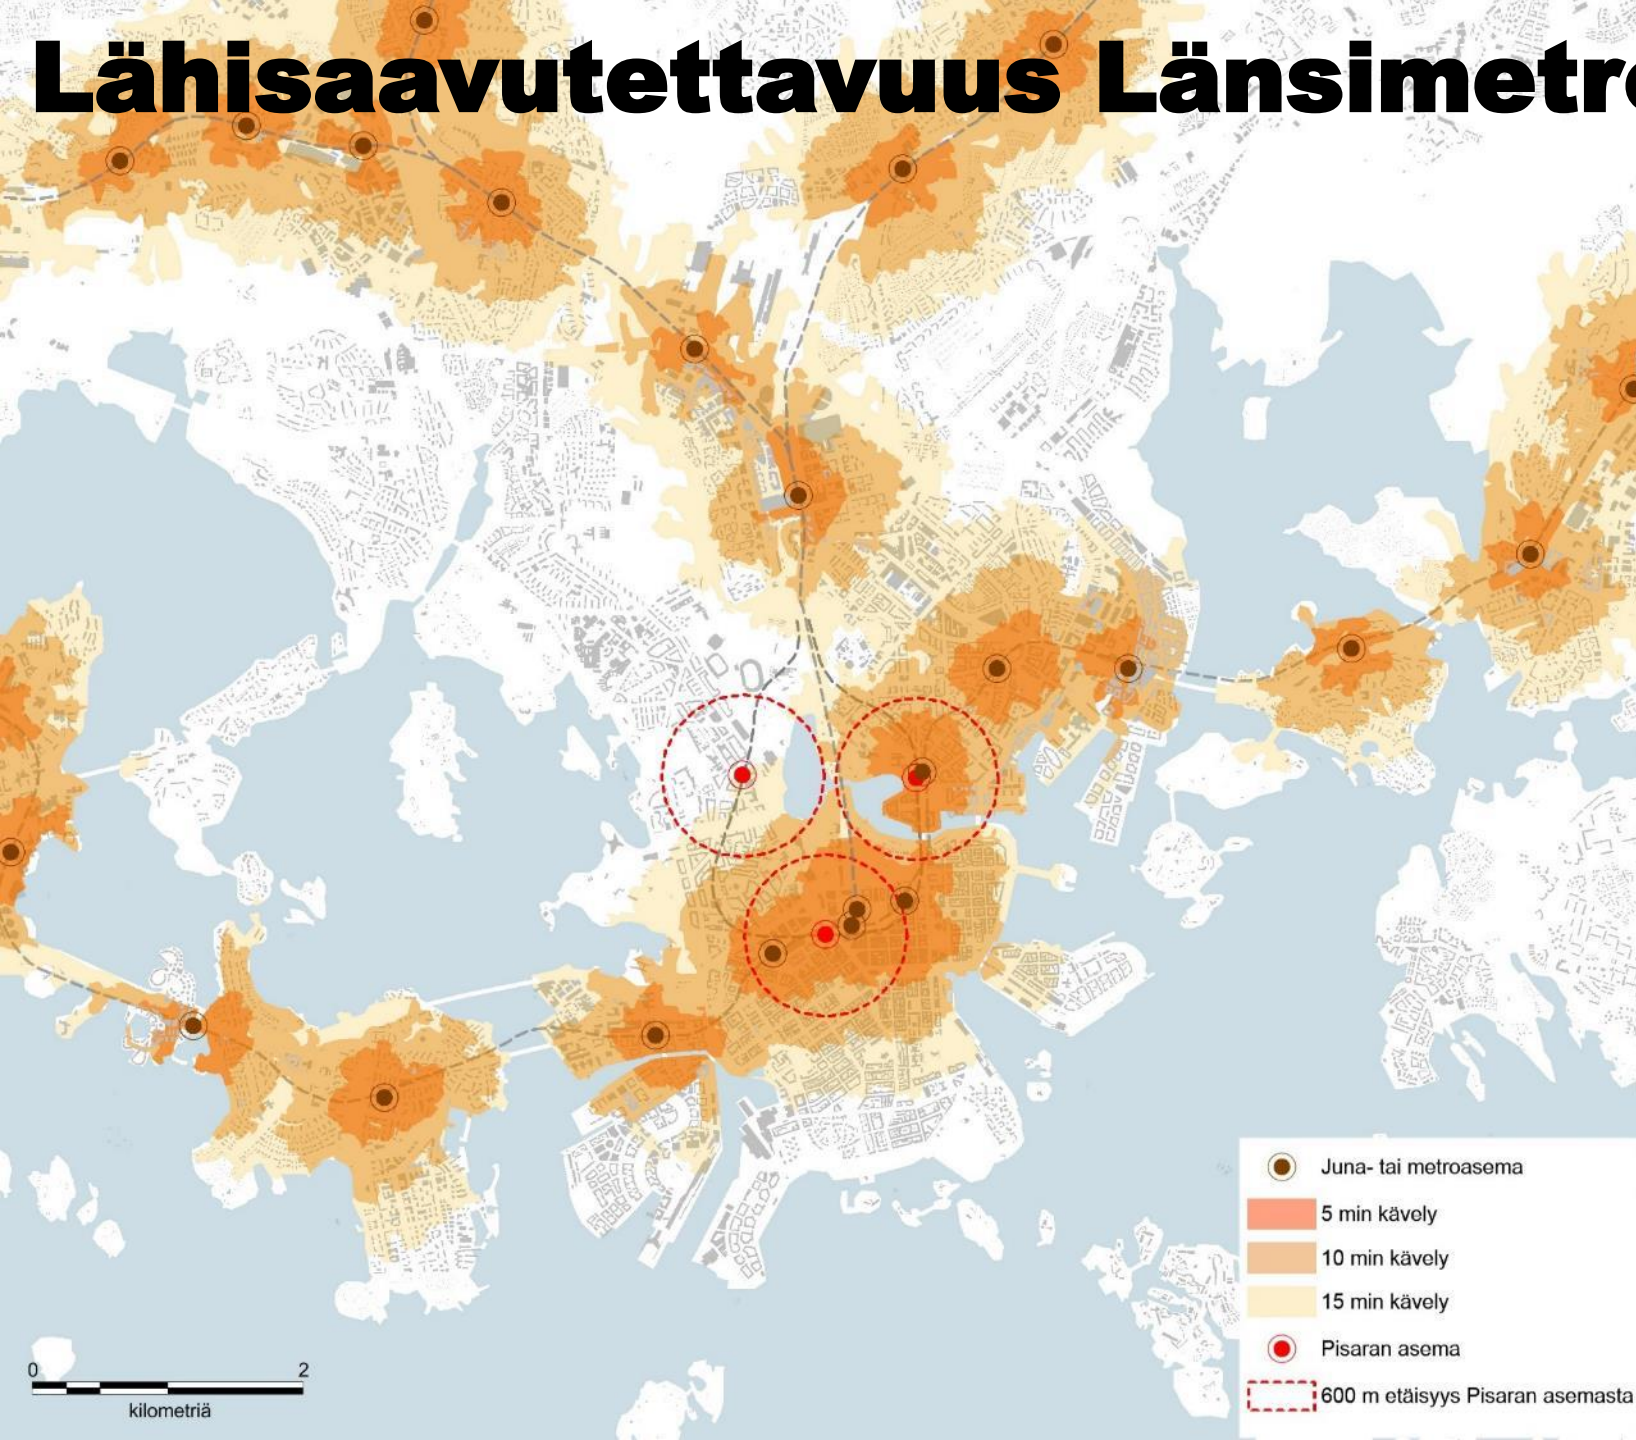 Lähisaavutettavuus Länsimetro
Juna- tai metroasema
5 min kävely
10 min kävely
15 min kävely
Pisaran asema
600 m etäisyys Pisaran asemasta
0 2
kilometriä